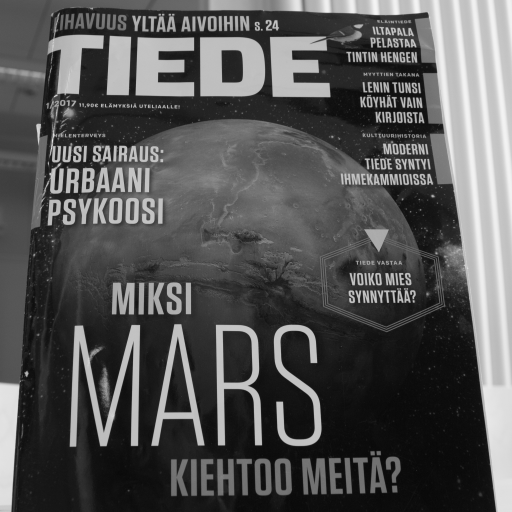 LIHAVUUS YLTÄÄ AIVOIHIN S. 24
TIEDE
1/2017 11,90€ ELÄMYKSIÄ UTELIAALLE!
ELÄINTIEDE
ILTAPALA
PELASTAA
TINTIN HENGEN
MYYTTIEN TAKANA
LENIN TUNSI
KÖYHÄT VAIN
KIRJOISTA
KULTTUURIHISTORIA
MODERNI
TIEDE SYNTYI
IHMEKAMMIOISSA
MIELENTERVEYS
UUSI SAIRAUS:
URBAANI
PSYKOOSI
TIEDE VASTAA
VOIKO MIES
SYNNYTTÄÄ?
MIKSI
MARS
KIEHTOO MEITÄ?